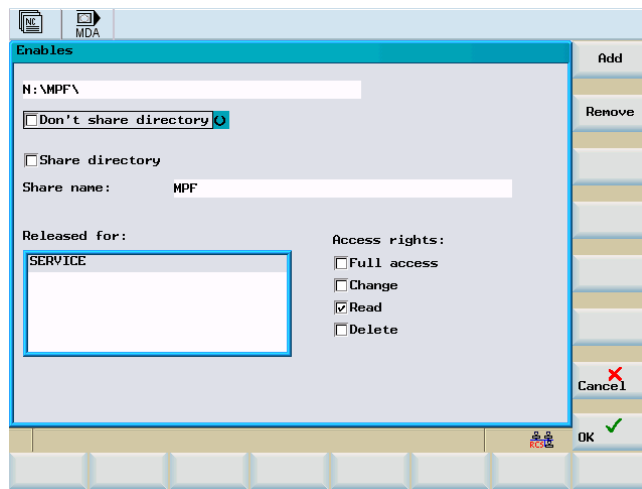 NC
MDA
Enables
Add
N:\MPF\
Don't share directory
Remove
Share directory
Share name: MPF
Released for:
Access rights:
SERVICE
Full access
Change
Read
Delete
Cancel
OK
RCS